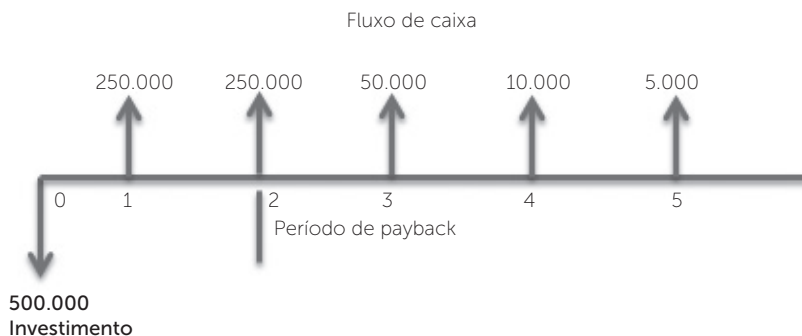 Fluxo de caixa
250.000 250.000 50.000 10.000 5.000
0 1 2 3 4 5
Período de payback
500.000
Investimento